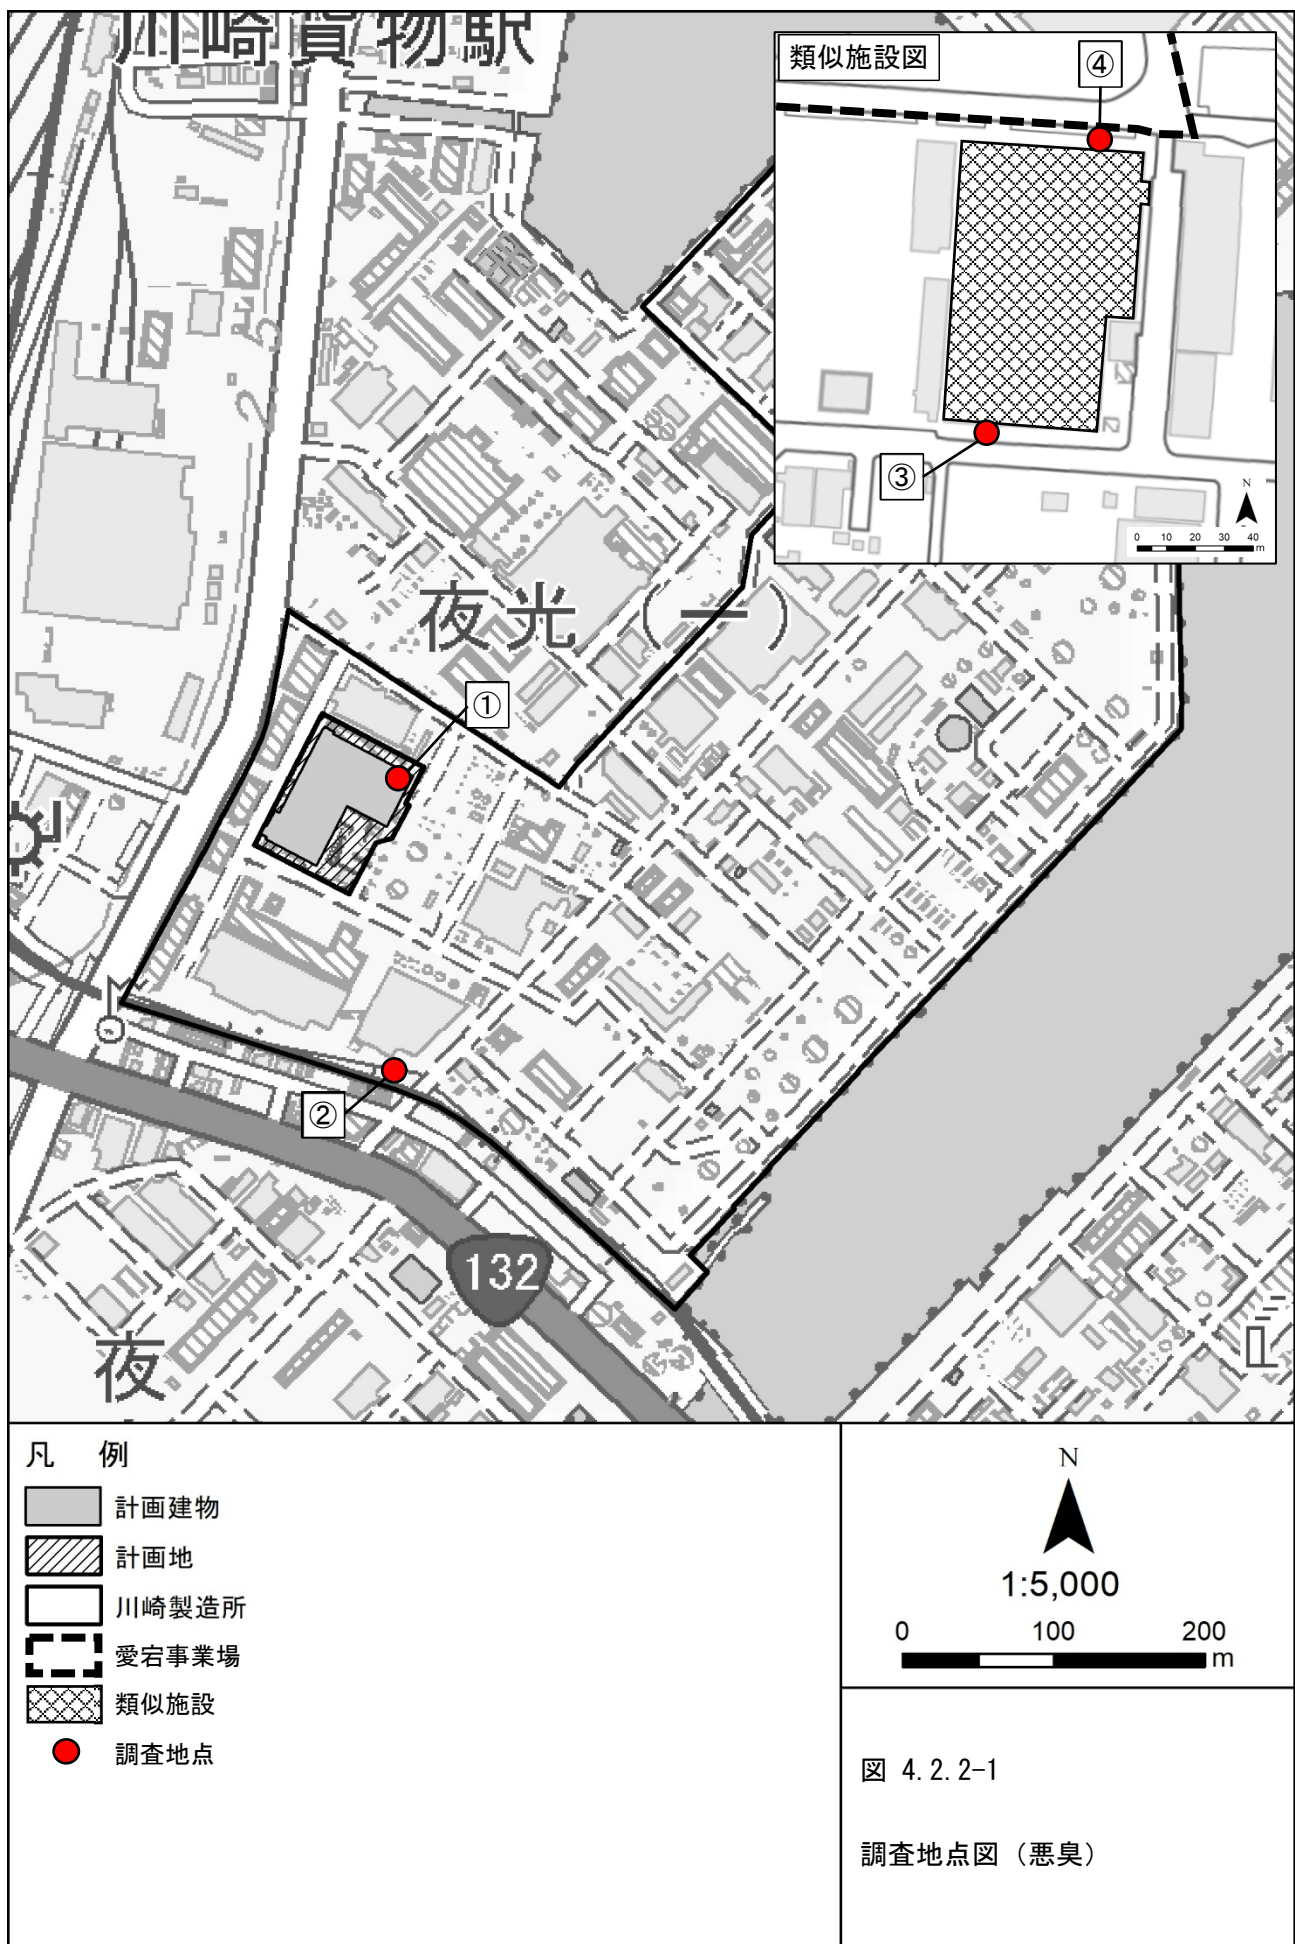 川崎貨物駅
類似施設図
④
③
N
0 10 20 30 40
m
25
夜光
(一)
①
②
132
夜
凡 例
計画建物
計画地
川崎製造所
愛宕事業場
類似施設
調査地点
N
1:5,000
0 100 200
m
図 4.2.2-1
調査地点図（悪臭）